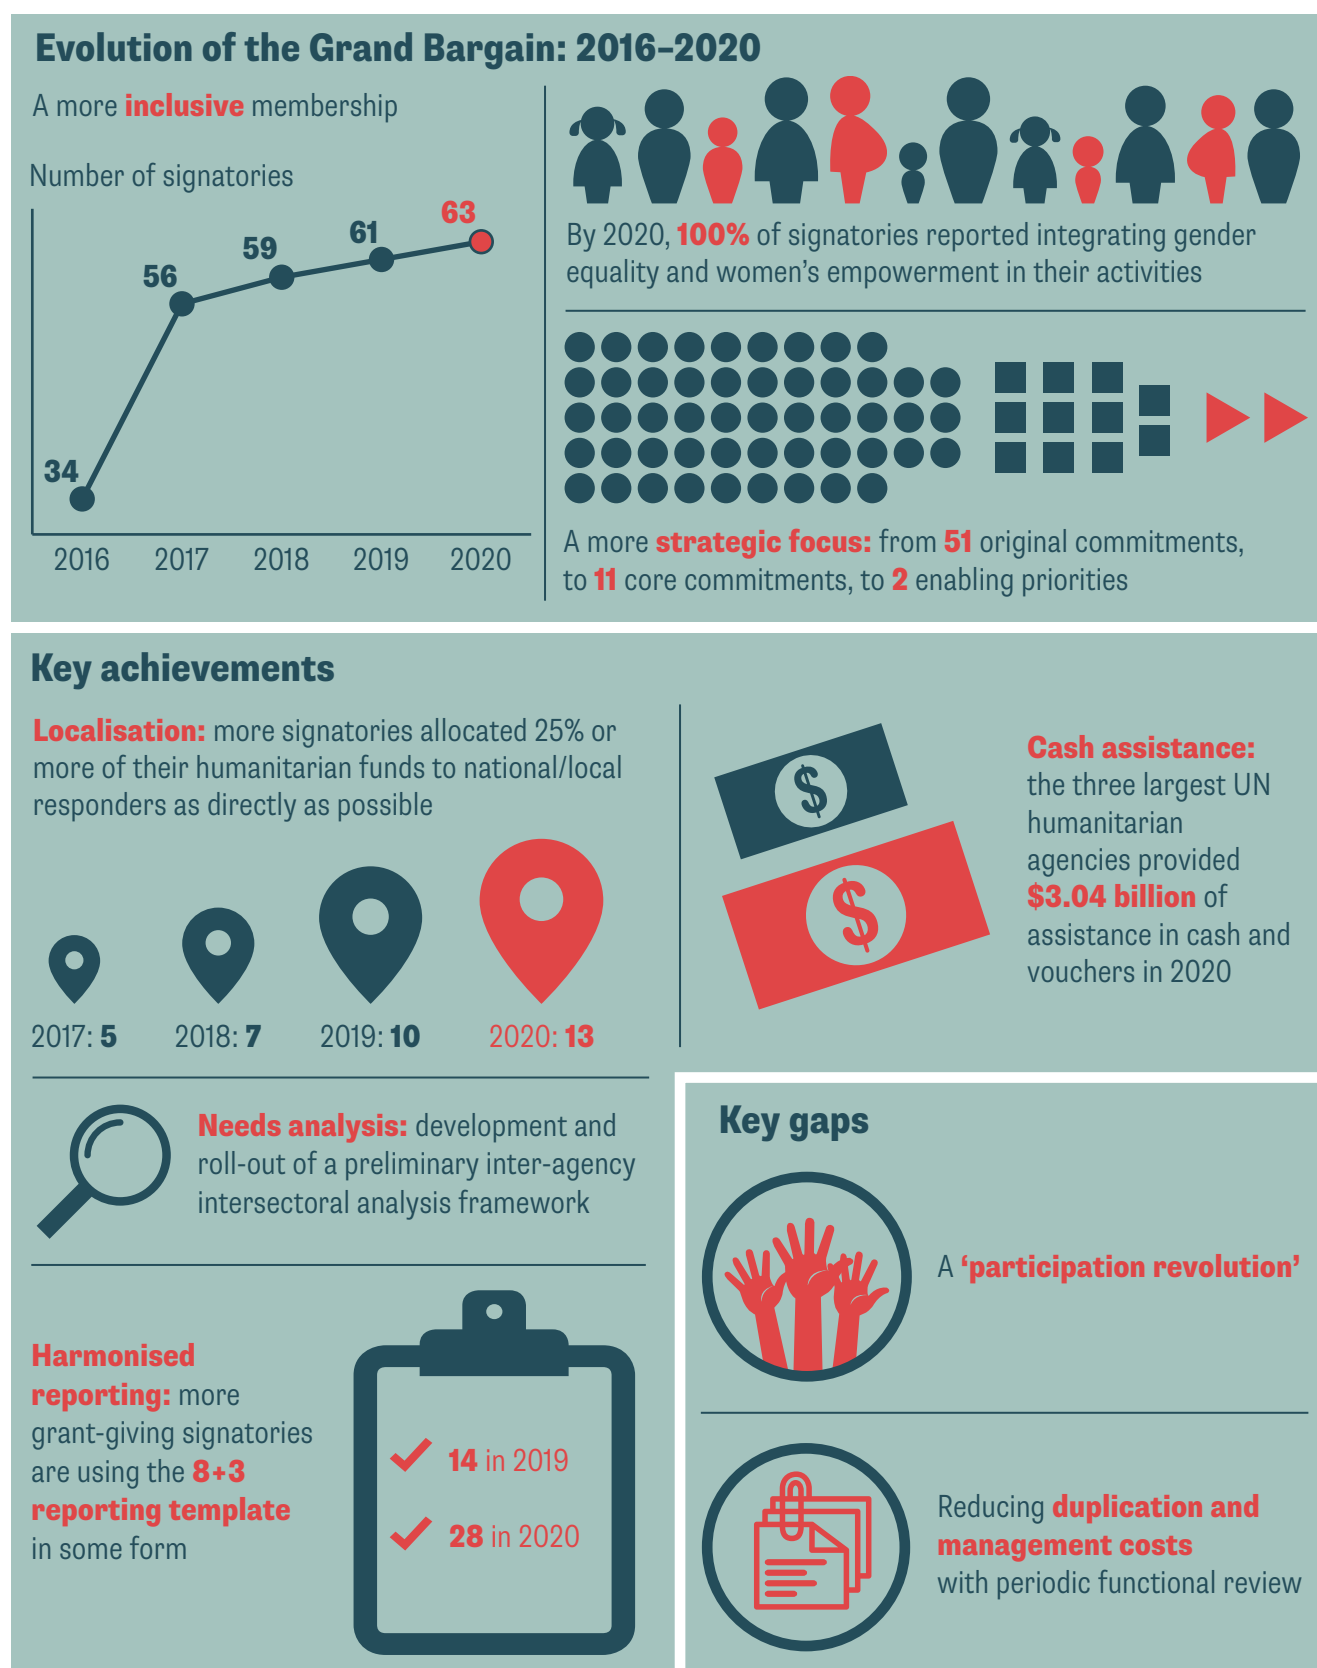 Evolution of the Grand Bargain: 2016–2020
A more inclusive membership
Number of signatories
34
56
59
61
63
2016
2017
2018
2019
2020
By 2020, 100% of signatories reported integrating gender
equality and women’s empowerment in their activities
A more strategic focus: from 51 original commitments,
to 11 core commitments, to 2 enabling priorities
Key achievements
Localisation: more signatories allocated 25% or
more of their humanitarian funds to national/local
responders as directly as possible
2017: 5
2018: 7
2019: 10
2020: 13
$
$
Cash assistance:
the three largest UN
humanitarian
agencies provided
$3.04 billion of
assistance in cash and
vouchers in 2020
Needs analysis: development and
roll-out of a preliminary inter-agency
intersectoral analysis framework
Harmonised
reporting: more
grant-giving signatories
are using the 8+3
reporting template
in some form
14 in 2019
28 in 2020
Key gaps
A ‘participation revolution’
Reducing duplication and
management costs
with periodic functional review